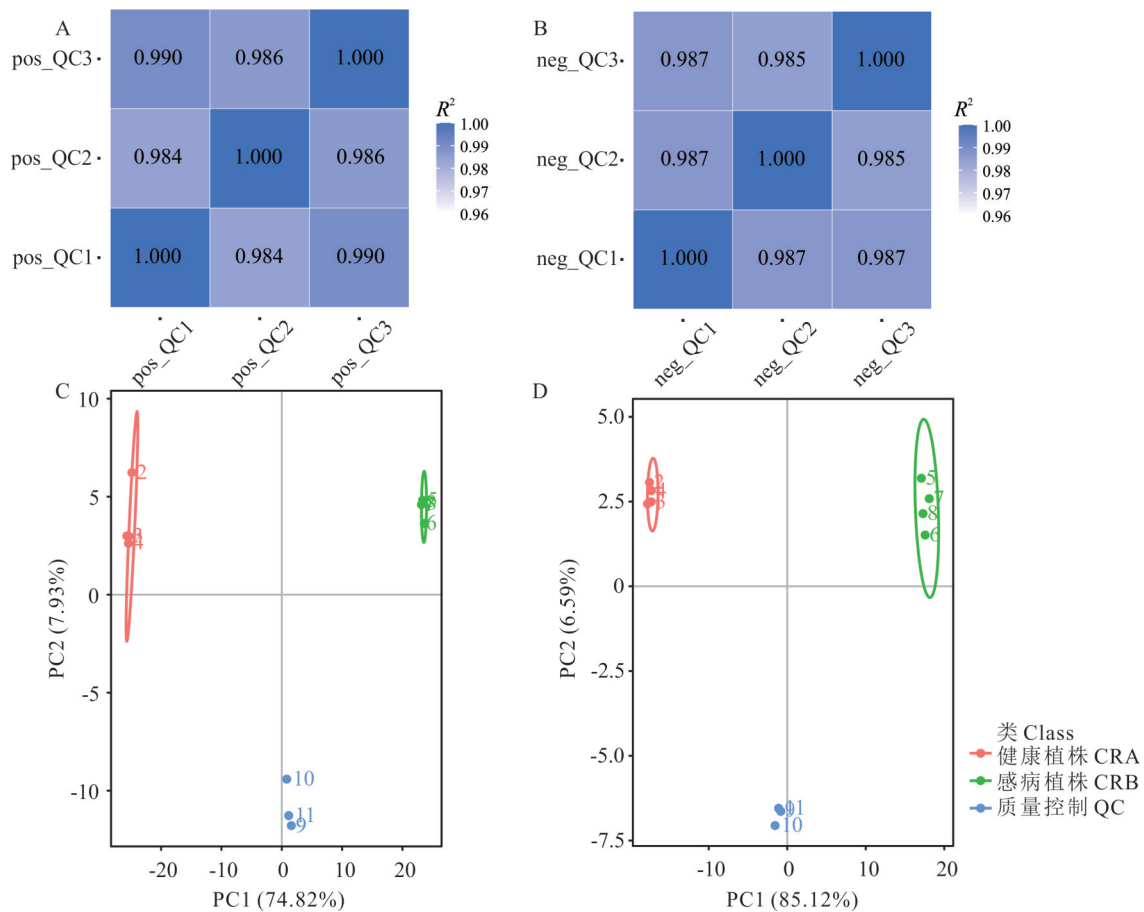 A
pos_QC3
0.990 0.986 1.000
pos_QC2
0.984 1.000 0.986
pos_QC1
1.000 0.984 0.990
pos_QC1 pos_QC2 pos_QC3
R²
1.00
0.99
0.98
0.97
0.96
B
neg_QC3
0.987 0.985 1.000
neg_QC2
0.987 1.000 0.985
neg_QC1
1.000 0.987 0.987
neg_QC1 neg_QC2 neg_QC3
R²
1.00
0.99
0.98
0.97
0.96
C
PC2 (7.93%)
10
5
0
-5
-10
2
4
5
6
10
11
9
-20 -10 0 10 20
PC1 (74.82%)
D
PC2 (6.59%)
5.0
2.5
0
-2.5
-5.0
-7.5
2
4
3
5
7
8
6
11
10
-10 0 10 20
PC1 (85.12%)
类 Class
健康植株 CRA
感病植株 CRB
质量控制 QC